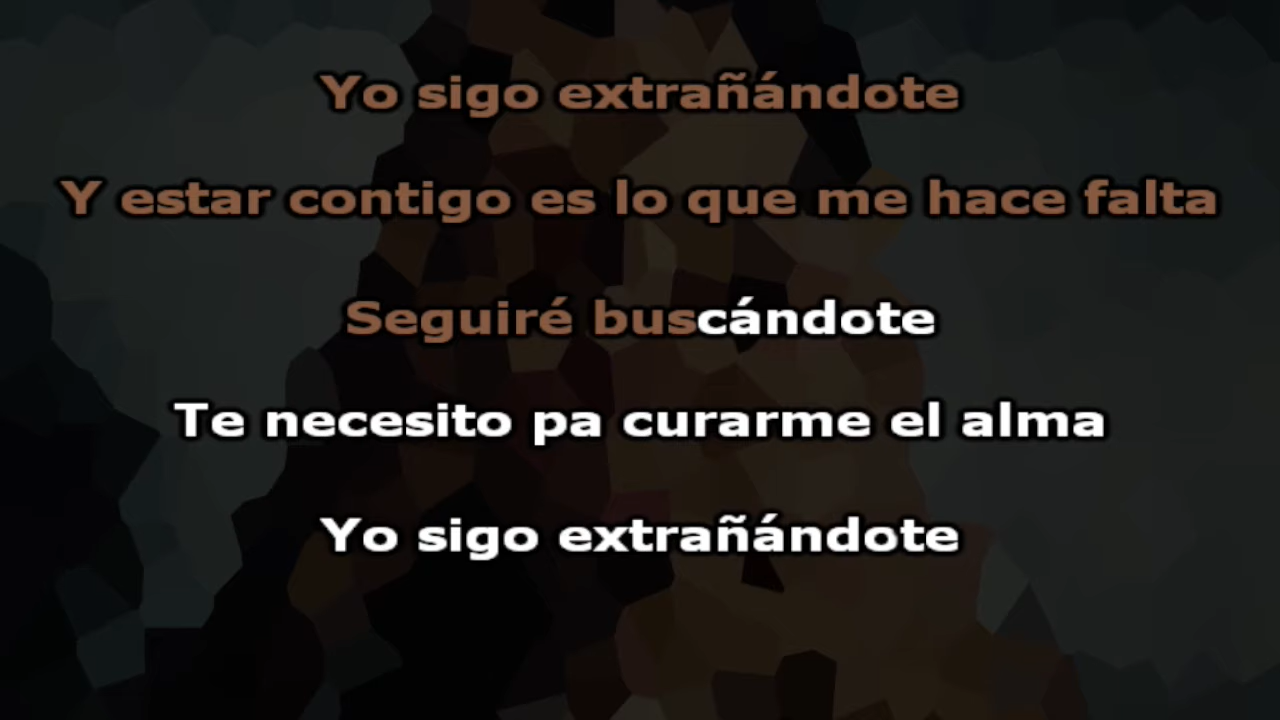 Yo sigo extrañándote
Y estar contigo es lo que me hace falta
Seguiré buscándote
Te necesito pa curarme el alma
Yo sigo extrañándote